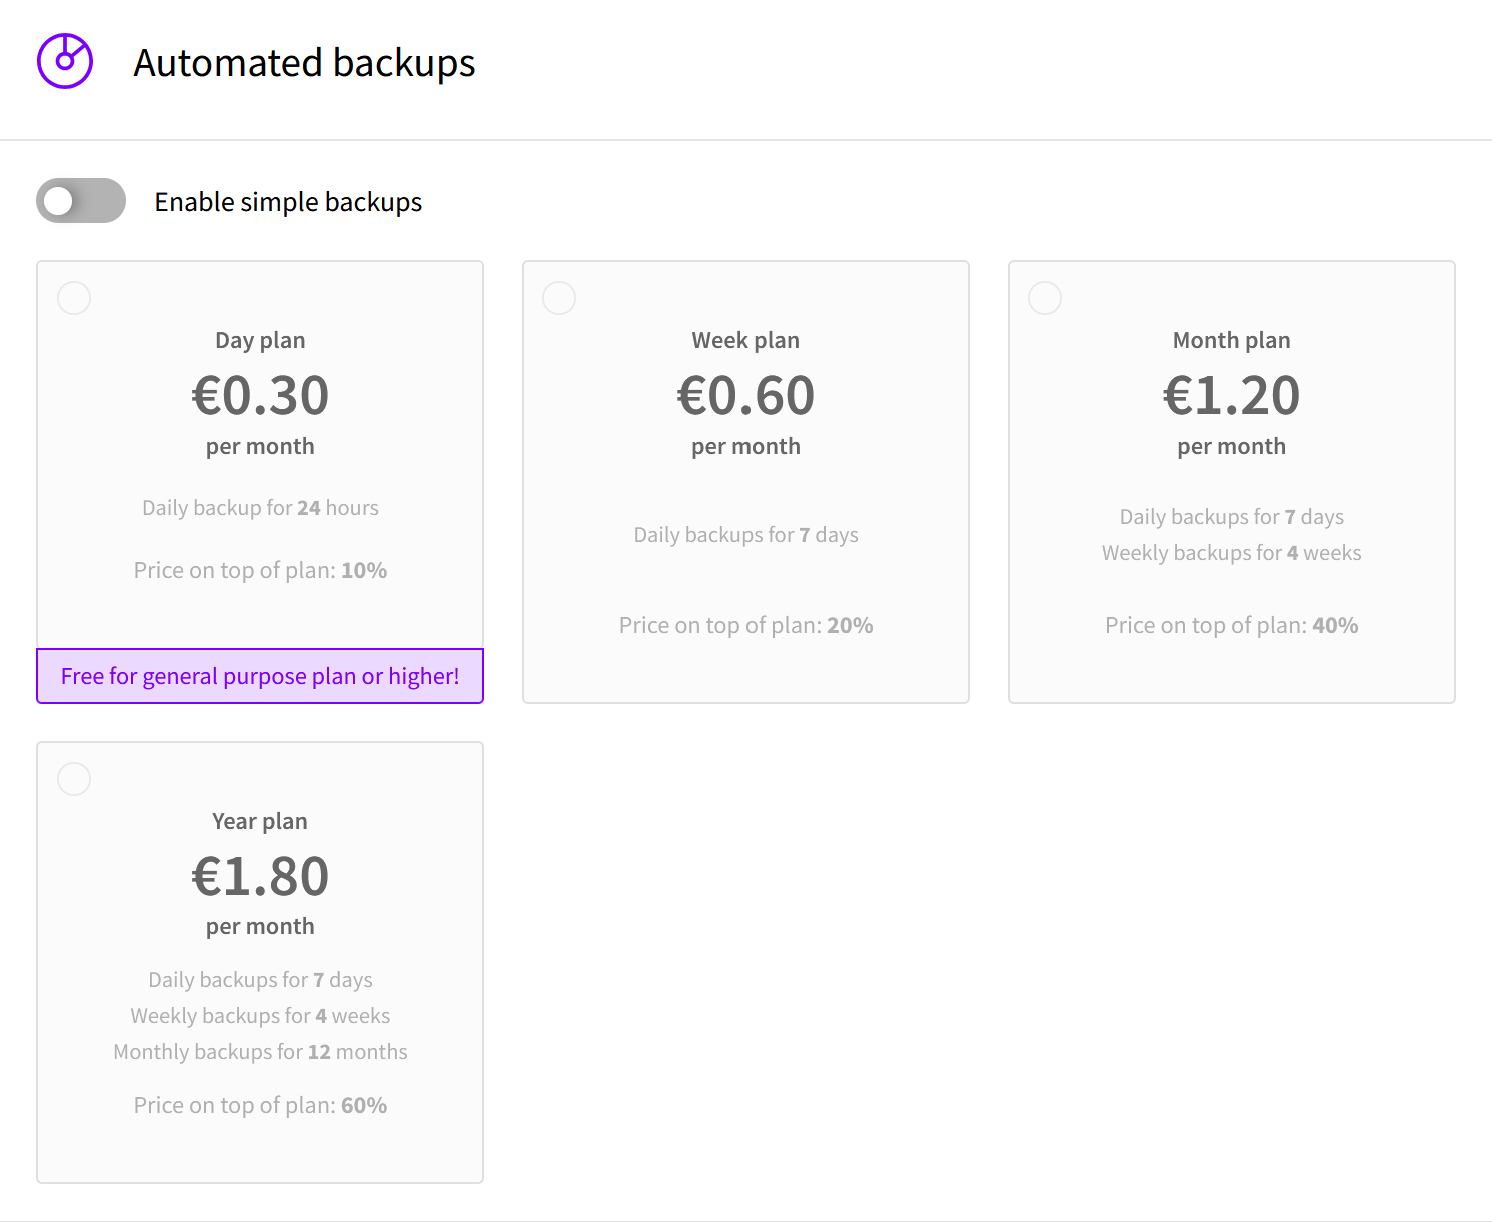 Automated backups
Enable simple backups
Day plan
€0.30
per month
Daily backup for 24 hours
Price on top of plan: 10%
Free for general purpose plan or higher!
Week plan
€0.60
per month
Daily backups for 7 days
Price on top of plan: 20%
Month plan
€1.20
per month
Daily backups for 7 days
Weekly backups for 4 weeks
Price on top of plan: 40%
Year plan
€1.80
per month
Daily backups for 7 days
Weekly backups for 4 weeks
Monthly backups for 12 months
Price on top of plan: 60%